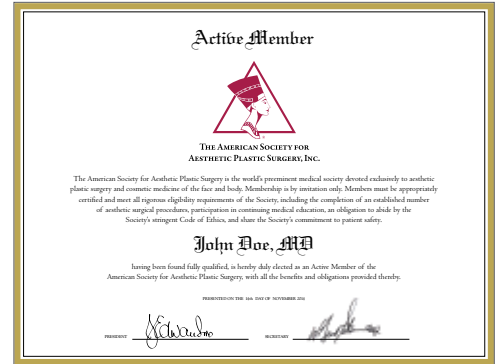 Active Member
THE AMERICAN SOCIETY FOR
AESTHETIC PLASTIC SURGERY, INC.
The American Society for Aesthetic Plastic Surgery is the world's preeminent medical society devoted exclusively to aesthetic
plastic surgery and cosmetic medicine of the face and body. Membership is by invitation only. Members must be appropriately
certified and meet all rigorous eligibility requirements of the Society, including the completion of an established number
of aesthetic surgical procedures, participation in continuing medical education, an obligation to abide by the
Society's stringent Code of Ethics, and share the Society's commitment to patient safety.
John Doe, MD
having been found fully qualified, is hereby duly elected as an Active Member of the
American Society for Aesthetic Plastic Surgery, with all the benefits and obligations provided thereby.
PRESENTED ON THE DAY OF NOVEMBER
PRESIDENT
SECRETARY